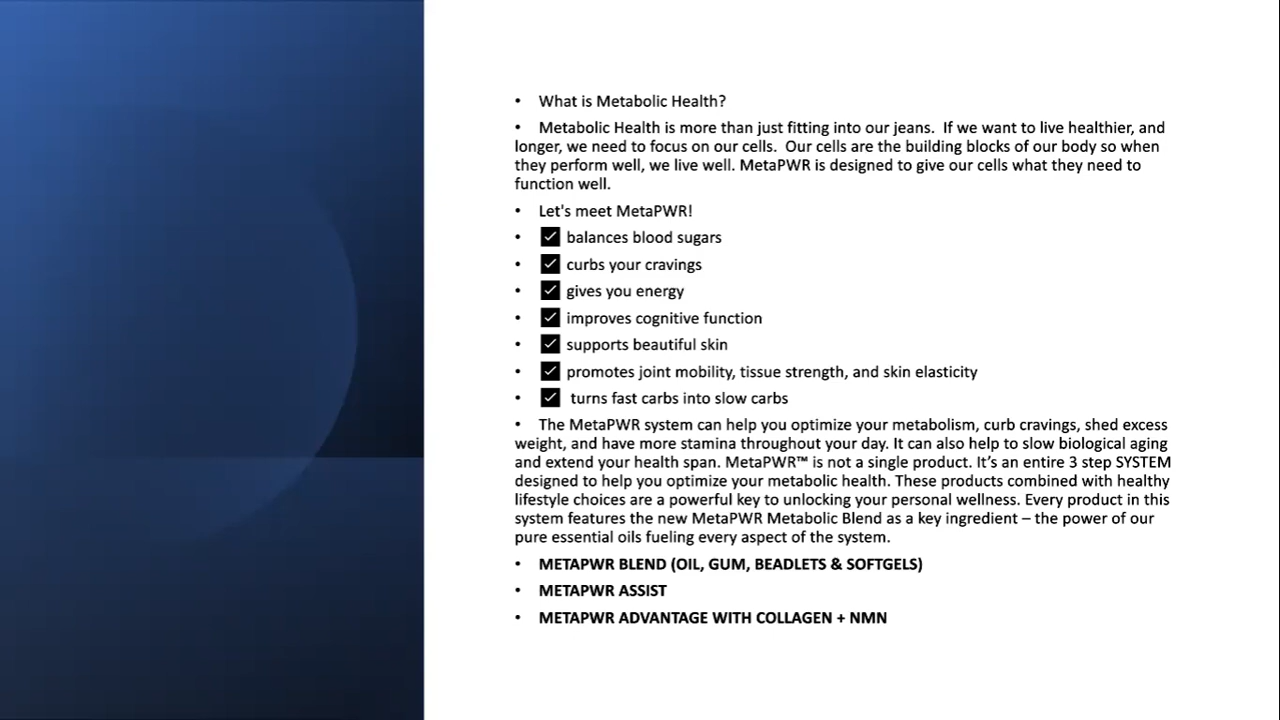 • What is Metabolic Health?
• Metabolic Health is more than just fitting into our jeans.  If we want to live healthier, and
longer, we need to focus on our cells.  Our cells are the building blocks of our body so when
they perform well, we live well. MetaPWR is designed to give our cells what they need to
function well.
• Let's meet MetaPWR!
• ☑ balances blood sugars
• ☑ curbs your cravings
• ☑ gives you energy
• ☑ improves cognitive function
• ☑ supports beautiful skin
• ☑ promotes joint mobility, tissue strength, and skin elasticity
• ☑ turns fast carbs into slow carbs
• The MetaPWR system can help you optimize your metabolism, curb cravings, shed excess
weight, and have more stamina throughout your day. It can also help to slow biological aging
and extend your health span. MetaPWR™ is not a single product. It’s an entire 3 step SYSTEM
designed to help you optimize your metabolic health. These products combined with healthy
lifestyle choices are a powerful key to unlocking your personal wellness. Every product in this
system features the new MetaPWR Metabolic Blend as a key ingredient – the power of our
pure essential oils fueling every aspect of the system.
• METAPWR BLEND (OIL, GUM, BEADLETS & SOFTGELS)
• METAPWR ASSIST
• METAPWR ADVANTAGE WITH COLLAGEN + NMN